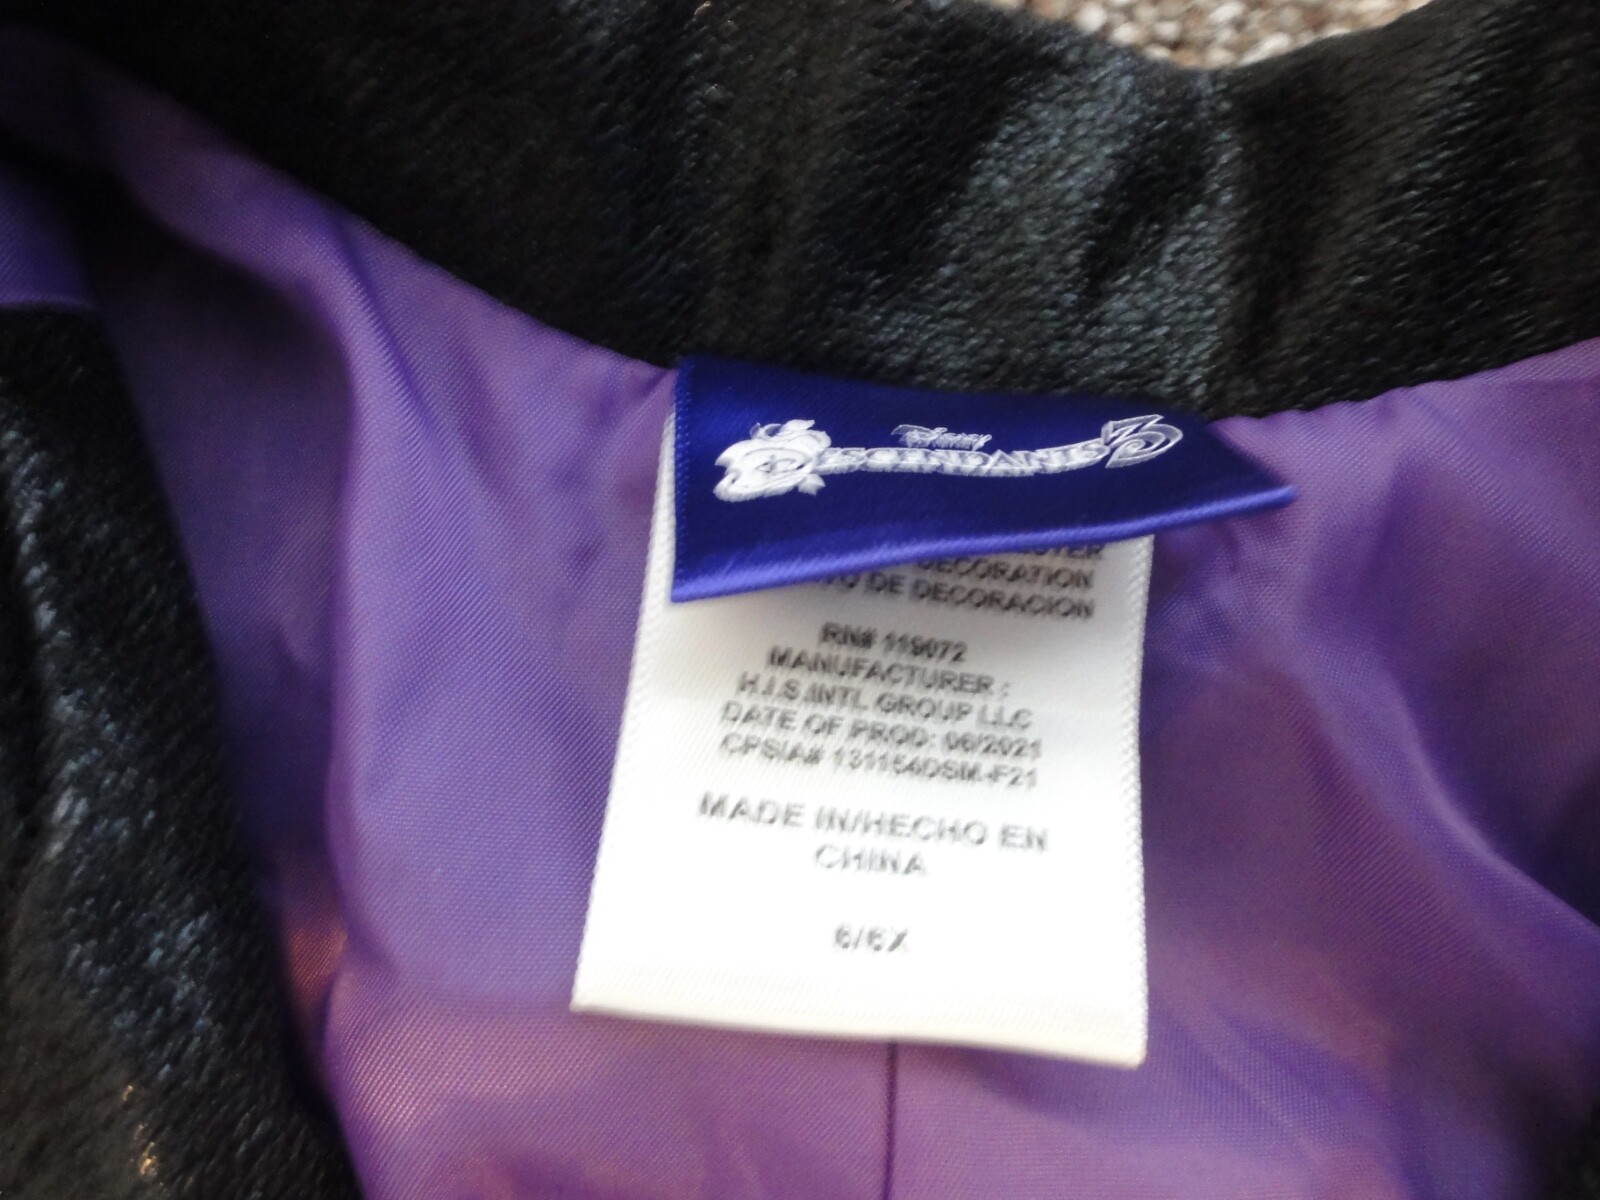 Disney
DESCENDANTS 3
DECORATION
DE DECORACION
RN# 119072
MANUFACTURER :
H.I.S.INTL GROUP LLC
DATE OF PROD: 06/2021
CPSIA# 131154DSM-F21
MADE IN/HECHO EN
CHINA
6/6X